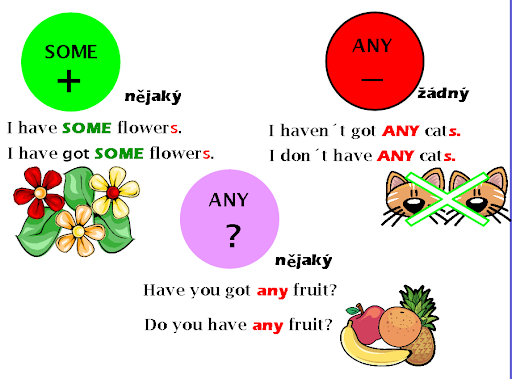 SOME
+
nějaký
I have SOME flowers.
I have got SOME flowers.
ANY
–
žádný
I haven´t got ANY cats.
I don´t have ANY cats.
ANY
?
nějaký
Have you got any fruit?
Do you have any fruit?